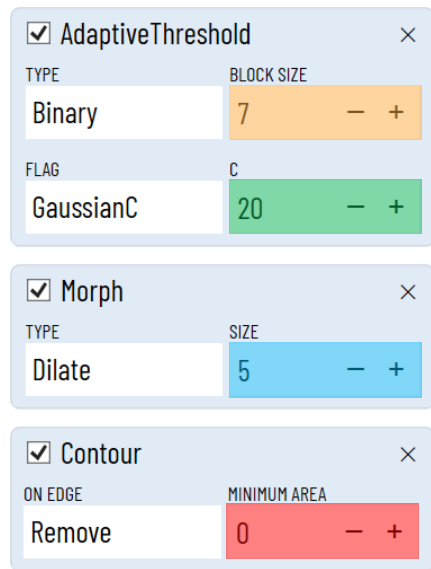 AdaptiveThreshold ×
TYPE BLOCK SIZE
Binary 7 − +
FLAG C
GaussianC 20 − +
Morph ×
TYPE SIZE
Dilate 5 − +
Contour ×
ON EDGE MINIMUM AREA
Remove 0 − +